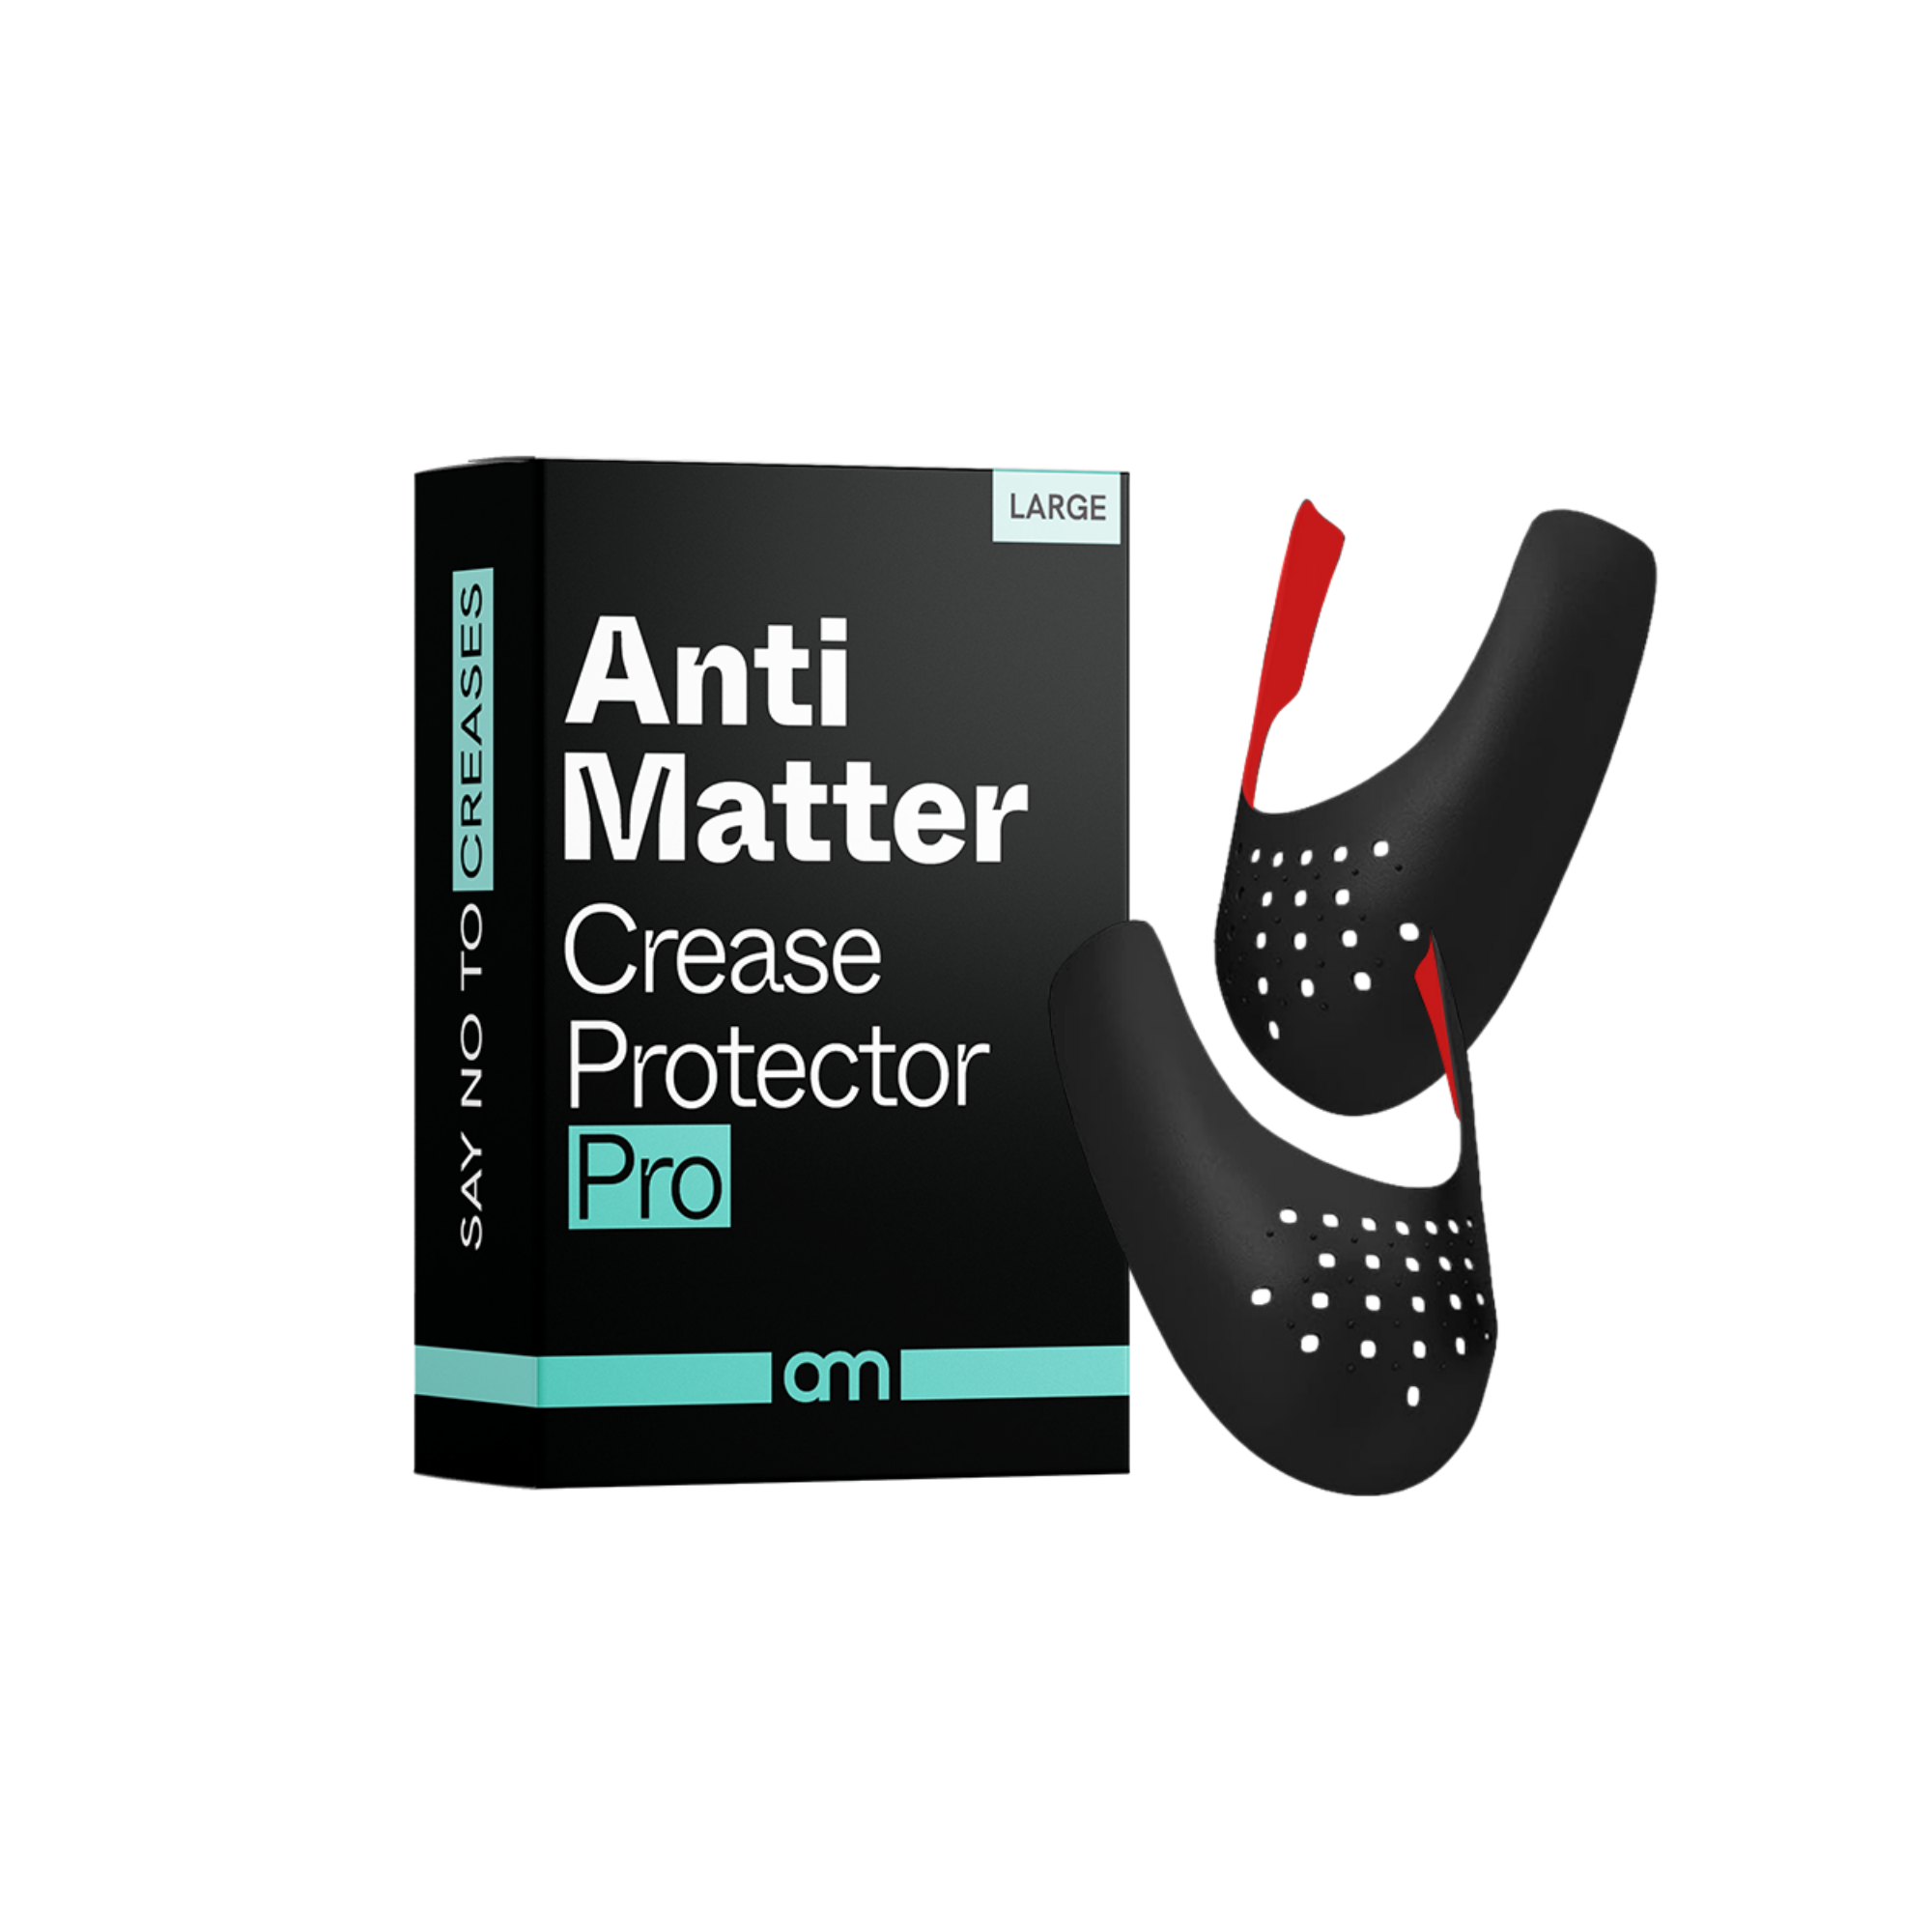 LARGE
SAY NO TO CREASES
Anti
Matter
Crease
Protector
Pro
am